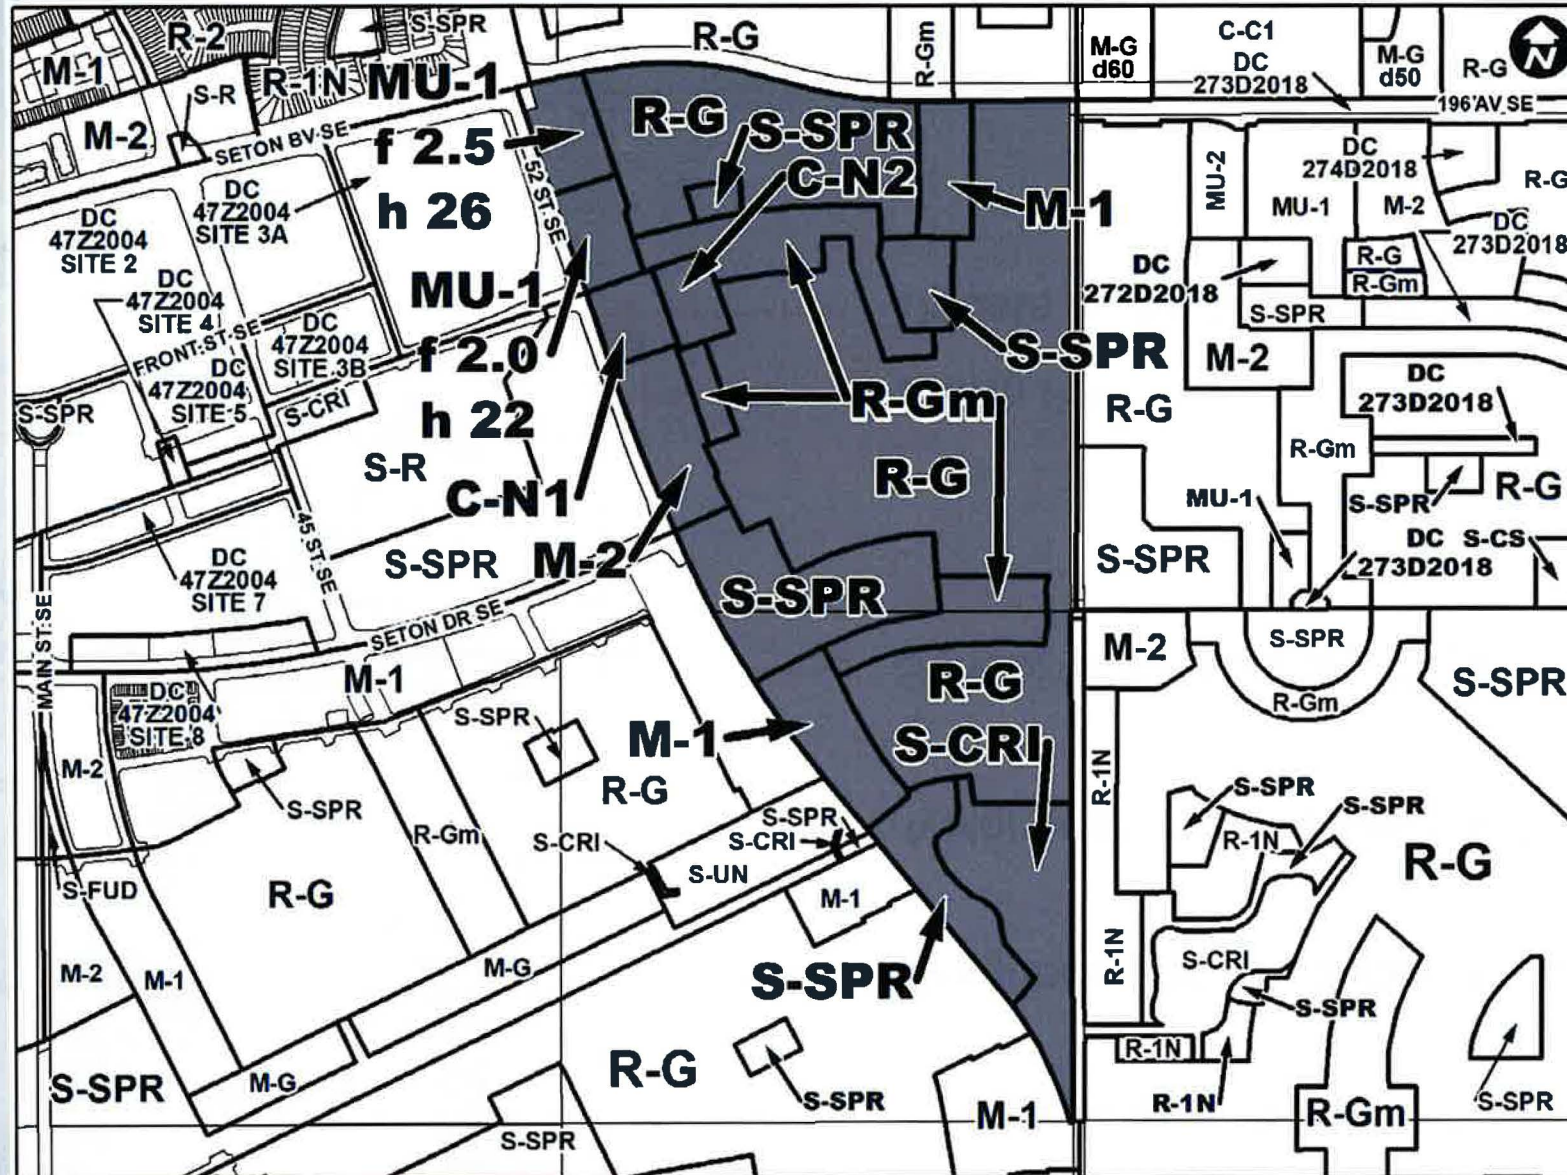 R-2
S-SPR
R-G
R-Gm
M-G
d60
C-C1
DC
273D2018
M-G
d50
R-G
N
M-1
S-R
R-1N
MU-1
196 AV SE
M-2
SETON BV SE
f 2.5
h 26
52 ST SE
R-G
S-SPR
C-N2
M-1
MU-2
DC
274D2018
MU-1
M-2
R-G
DC
273D2018
DC
47Z2004
SITE 3A
DC
47Z2004
SITE 2
DC
47Z2004
SITE 4
FRONT ST SE
DC
47Z2004
SITE 3B
DC
47Z2004
SITE 5
MU-1
f 2.0
h 22
S-SPR
DC
272D2018
R-G
R-Gm
S-SPR
M-2
R-G
DC
273D2018
S-SPR
S-CRI
S-R
C-N1
R-Gm
R-G
R-Gm
S-SPR
R-G
MU-1
DC
273D2018
S-CS
45 ST SE
S-SPR
M-2
S-SPR
S-SPR
DC
47Z2004
SITE 7
MAIN ST SE
SETON DR SE
M-1
DC
47Z2004
SITE 8
M-2
S-SPR
R-Gm
S-SPR
R-G
S-CRI
M-1
S-SPR
R-G
M-2
S-SPR
R-Gm
S-CRI
S-SPR
S-CRI
S-UN
M-1
R-1N
S-SPR
S-SPR
R-1N
R-G
S-FUD
R-G
M-2
M-1
M-G
S-SPR
R-1N
S-CRI
S-SPR
R-1N
R-1N
S-SPR
M-G
R-G
S-SPR
S-SPR
M-1
R-Gm
S-SPR